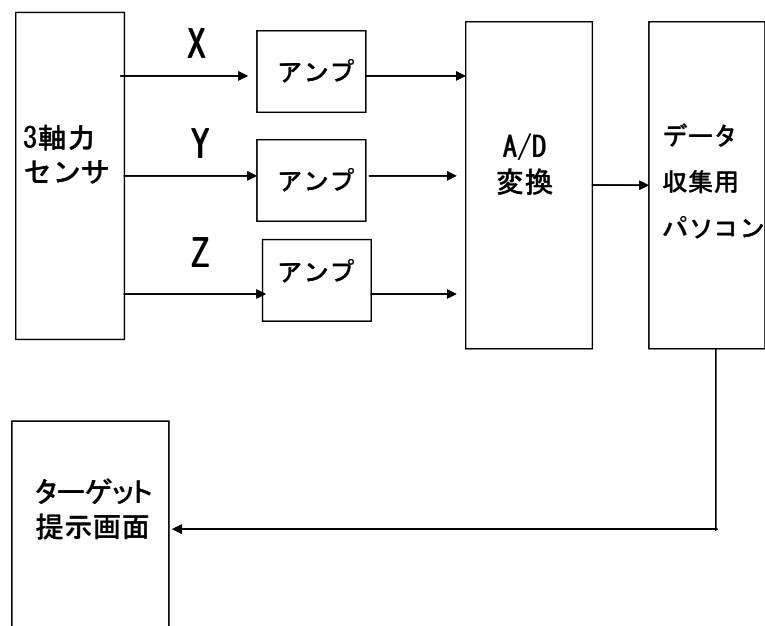 3軸力
センサ
X
アンプ
Y
アンプ
Z
アンプ
A/D
変換
データ
収集用
パソコン
ターゲット
提示画面